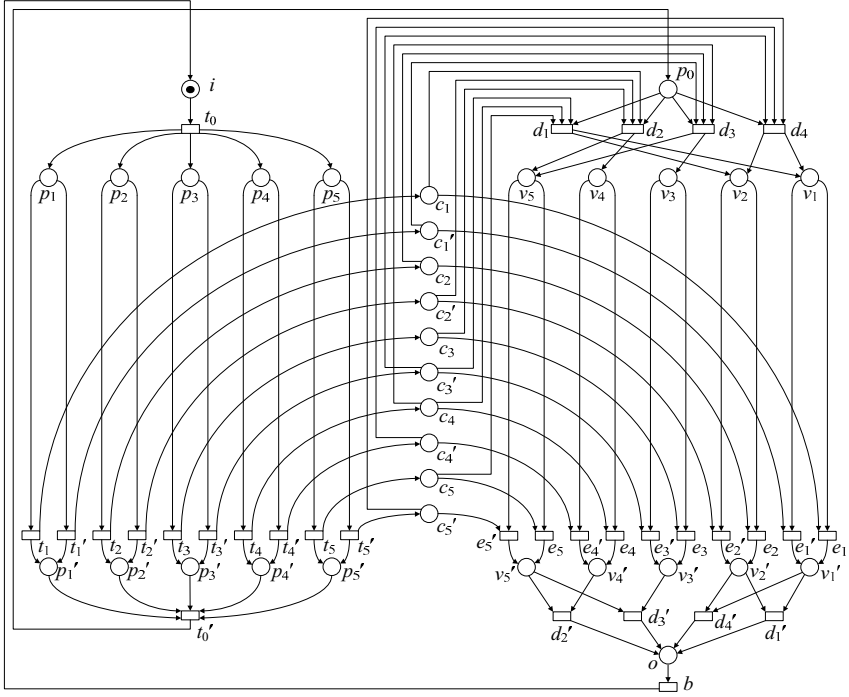 i
p0
t0
d1 d2 d3 d4
p1 p2 p3 p4 p5
v5 v4 v3 v2 v1
c1
c1′
c2
c2′
c3
c3′
c4
c4′
c5
c5′
t1 t1′ t2 t2′ t3 t3′ t4 t4′ t5 t5′
e5′ e5 e4′ e4 e3′ e3 e2′ e2 e1′ e1
p1′ p2′ p3′ p4′ p5′
v5′ v4′ v3′ v2′ v1′
t0′
d2′ d3′ d4′ d1′
o
b